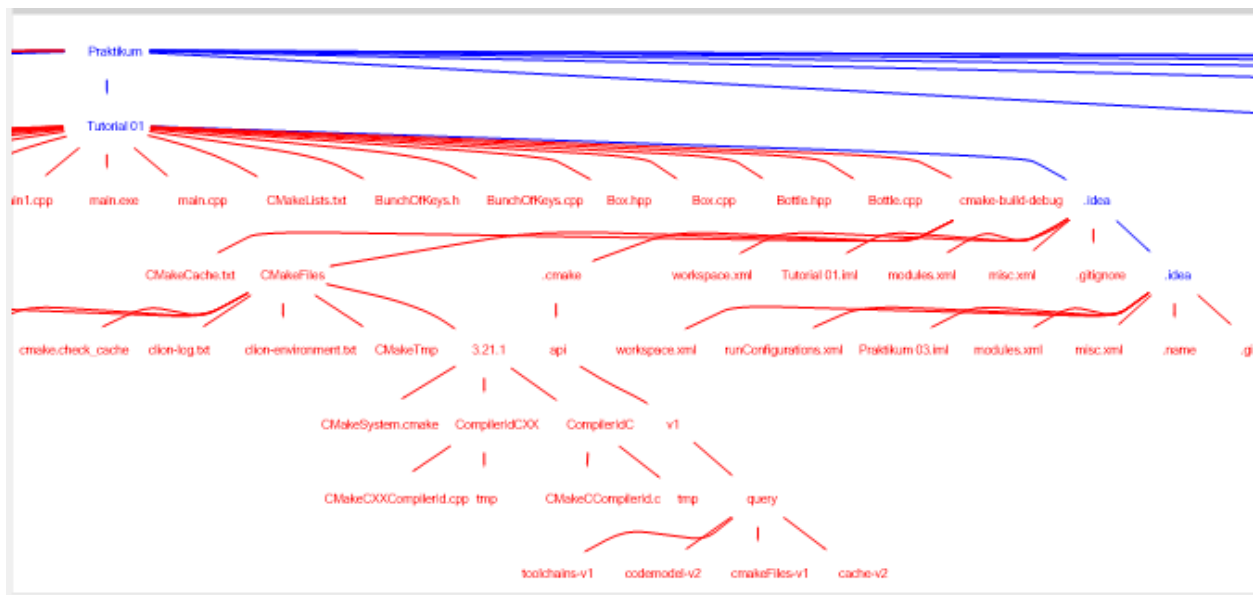 Praktikum
Tutorial 01
in1.cpp main.exe main.cpp CMakeLists.txt BunchOfKeys.h BunchOfKeys.cpp Box.hpp Box.cpp Bottle.hpp Bottle.cpp cmake-build-debug .idea
CMakeCache.txt CMakeFiles .cmake workspace.xml Tutorial 01.iml modules.xml misc.xml .gitignore .idea
cmake.check_cache clion-log.txt clion-environment.txt CMakeTmp 3.21.1 api workspace.xml runConfigurations.xml Praktikum 03.iml modules.xml misc.xml .name .gi
CMakeSystem.cmake CompilerIdCXX CompilerIdC v1
CMakeCXXCompilerId.cpp tmp CMakeCCompilerId.c tmp query
toolchains-v1 codemodel-v2 cmakeFiles-v1 cache-v2